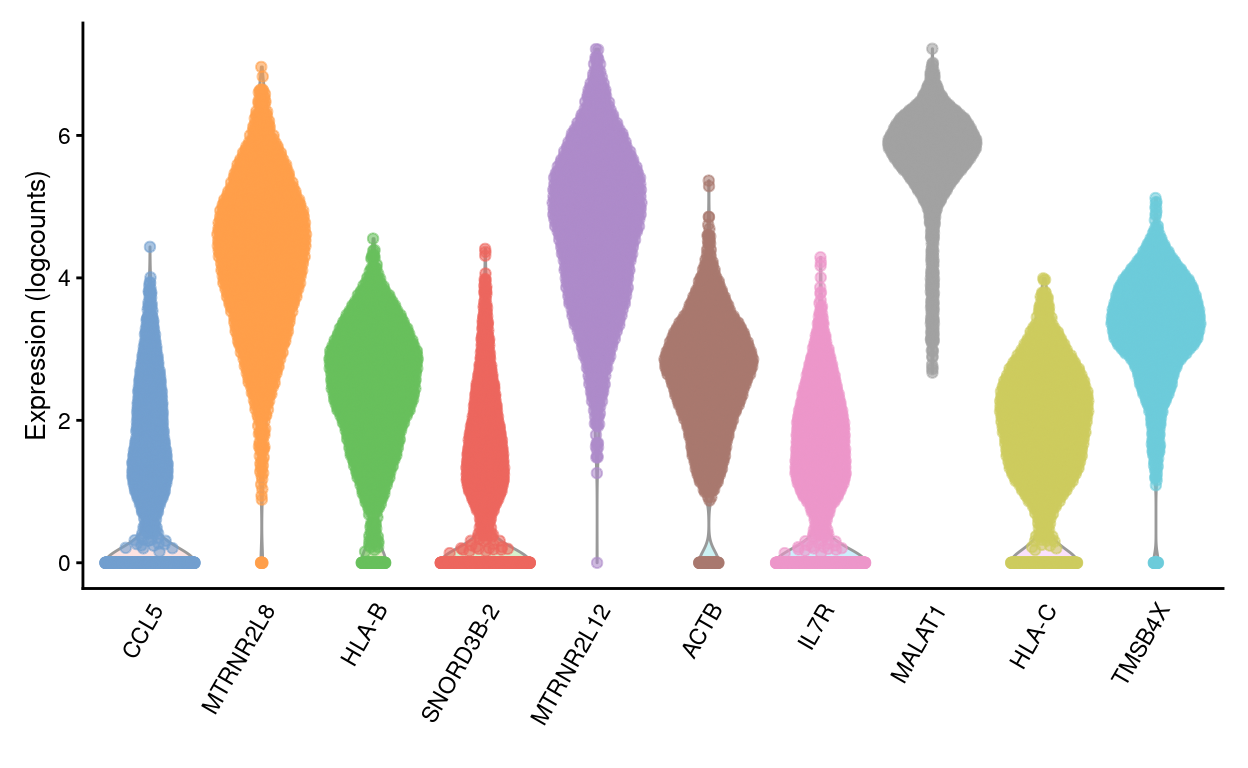 Expression (logcounts)
6
4
2
0
CCL5
MTRNR2L8
HLA-B
SNORD3B-2
MTRNR2L12
ACTB
IL7R
MALAT1
HLA-C
TMSB4X